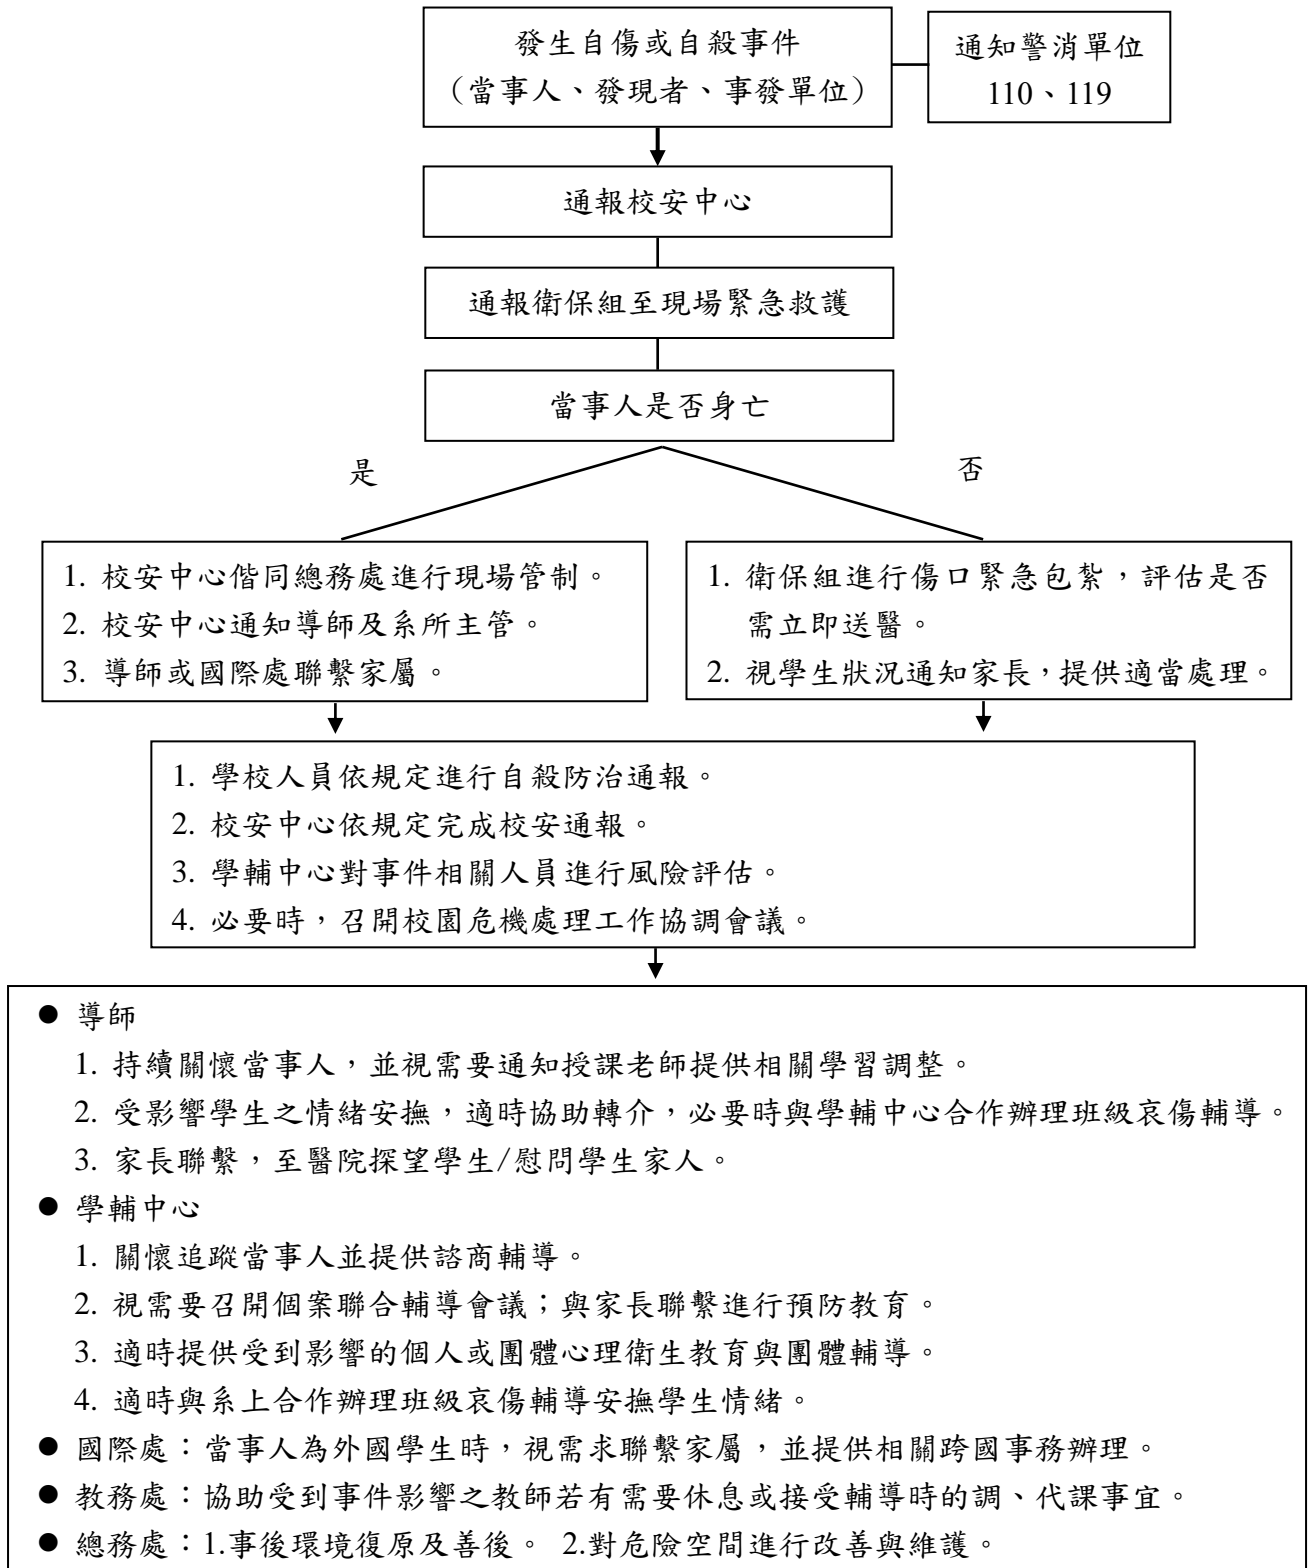 發生自傷或自殺事件
（當事人、發現者、事發單位）
通知警消單位
110、119
通報校安中心
通報衛保組至現場緊急救護
當事人是否身亡
是
否
1. 校安中心偕同總務處進行現場管制。
2. 校安中心通知導師及系所主管。
3. 導師或國際處聯繫家屬。
1. 衛保組進行傷口緊急包紮，評估是否
需立即送醫。
2. 視學生狀況通知家長，提供適當處理。
1. 學校人員依規定進行自殺防治通報。
2. 校安中心依規定完成校安通報。
3. 學輔中心對事件相關人員進行風險評估。
4. 必要時，召開校園危機處理工作協調會議。
● 導師
1. 持續關懷當事人，並視需要通知授課老師提供相關學習調整。
2. 受影響學生之情緒安撫，適時協助轉介，必要時與學輔中心合作辦理班級哀傷輔導。
3. 家長聯繫，至醫院探望學生/慰問學生家人。
● 學輔中心
1. 關懷追蹤當事人並提供諮商輔導。
2. 視需要召開個案聯合輔導會議；與家長聯繫進行預防教育。
3. 適時提供受到影響的個人或團體心理衛生教育與團體輔導。
4. 適時與系上合作辦理班級哀傷輔導安撫學生情緒。
● 國際處：當事人為外國學生時，視需求聯繫家屬，並提供相關跨國事務辦理。
● 教務處：協助受到事件影響之教師若有需要休息或接受輔導時的調、代課事宜。
● 總務處：1.事後環境復原及善後。 2.對危險空間進行改善與維護。